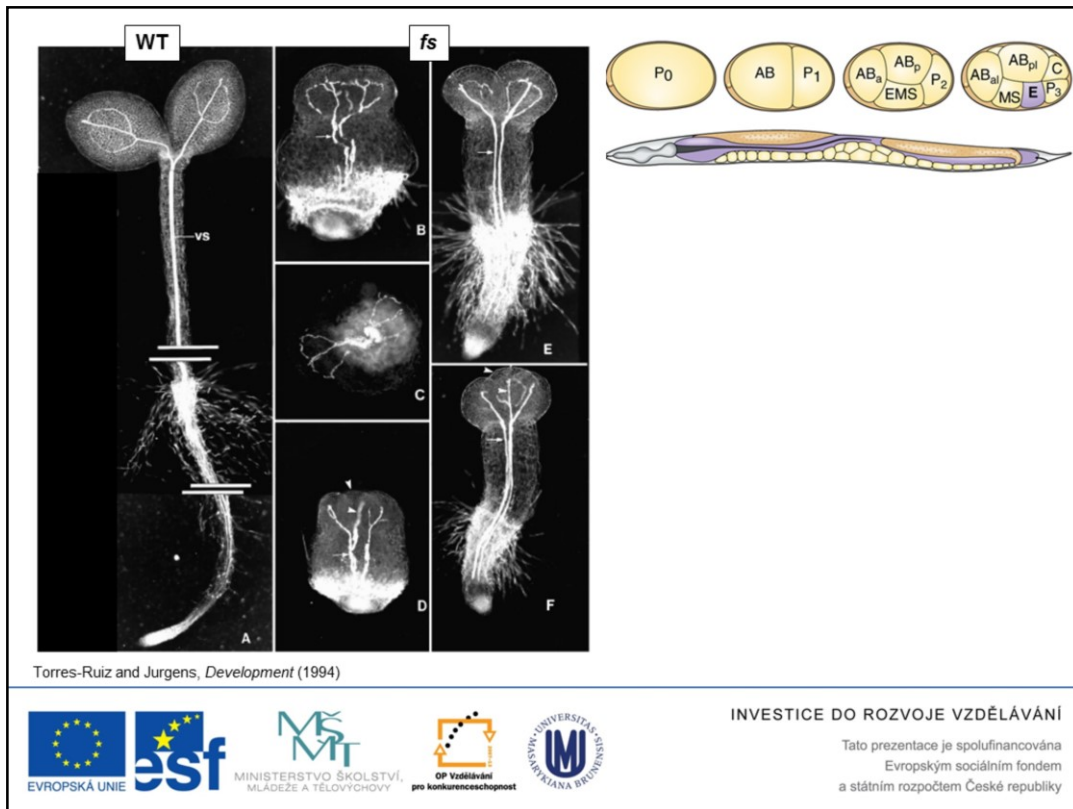 WT
fs
vs
A
B
C
D
E
F
P0
AB
P1
ABa
ABp
EMS
P2
ABal
ABpl
MS
E
C
P3
Torres-Ruiz and Jurgens, Development (1994)
EVROPSKÁ UNIE
esf
MŠMT
MINISTERSTVO ŠKOLSTVÍ,
MLÁDEŽE A TĚLOVÝCHOVY
OP Vzdělávání
pro konkurenceschopnost
UNIVERSITAS MASARYKIANA BRUNENSIS
INVESTICE DO ROZVOJE VZDĚLÁVÁNÍ
Tato prezentace je spolufinancována
Evropským sociálním fondem
a státním rozpočtem České republiky